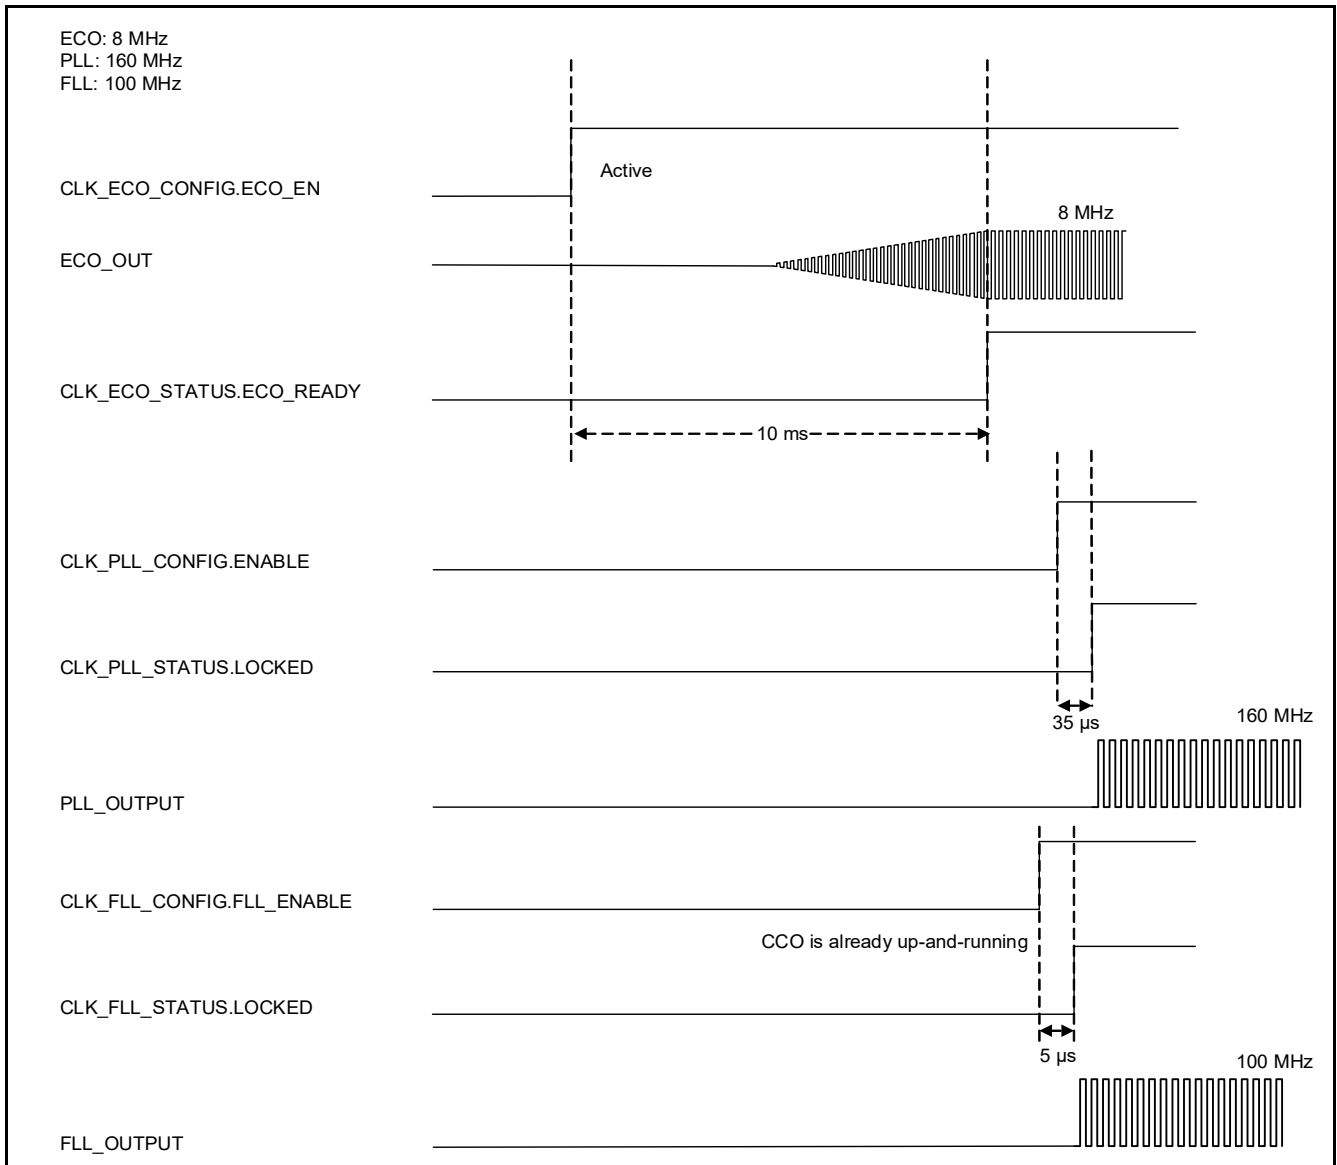 ECO: 8 MHz
PLL: 160 MHz
FLL: 100 MHz
Active
CLK_ECO_CONFIG.ECO_EN
8 MHz
ECO_OUT
CLK_ECO_STATUS.ECO_READY
10 ms
CLK_PLL_CONFIG.ENABLE
CLK_PLL_STATUS.LOCKED
35 µs
160 MHz
PLL_OUTPUT
CLK_FLL_CONFIG.FLL_ENABLE
CCO is already up-and-running
CLK_FLL_STATUS.LOCKED
5 µs
100 MHz
FLL_OUTPUT